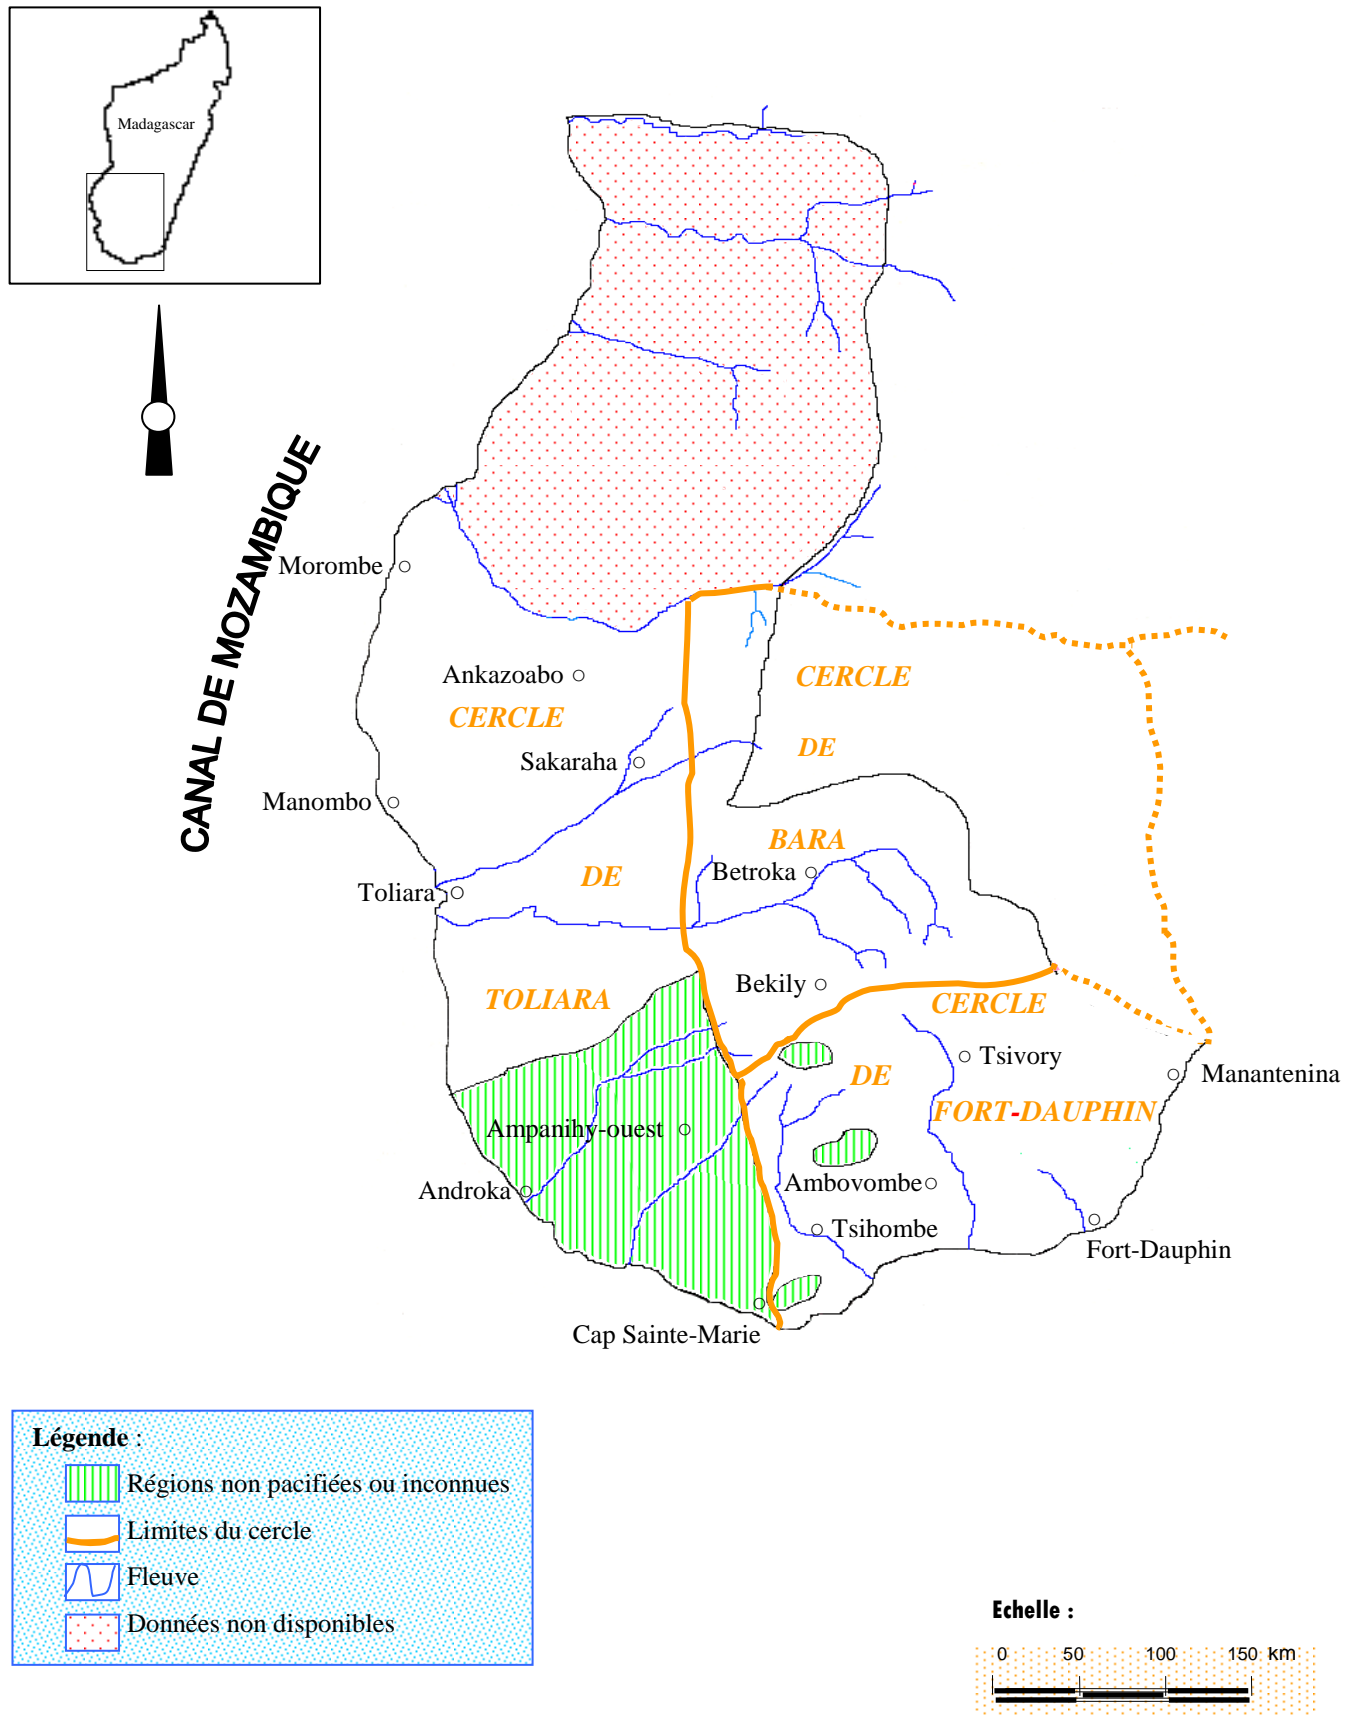 Madagascar
CANAL DE MOZAMBIQUE
Morombe
Ankazoabo
CERCLE
CERCLE
Sakaraha
DE
Manombo
BARA
Betroka
DE
Toliara
Bekily
TOLIARA
CERCLE
Tsivory
DE
Manantenina
FORT-DAUPHIN
Ampanihy-ouest
Ambovombe
Androka
Tsihombe
Fort-Dauphin
Cap Sainte-Marie
Légende :
Régions non pacifiées ou inconnues
Limites du cercle
Fleuve
Données non disponibles
Echelle :
0 50 100 150 km